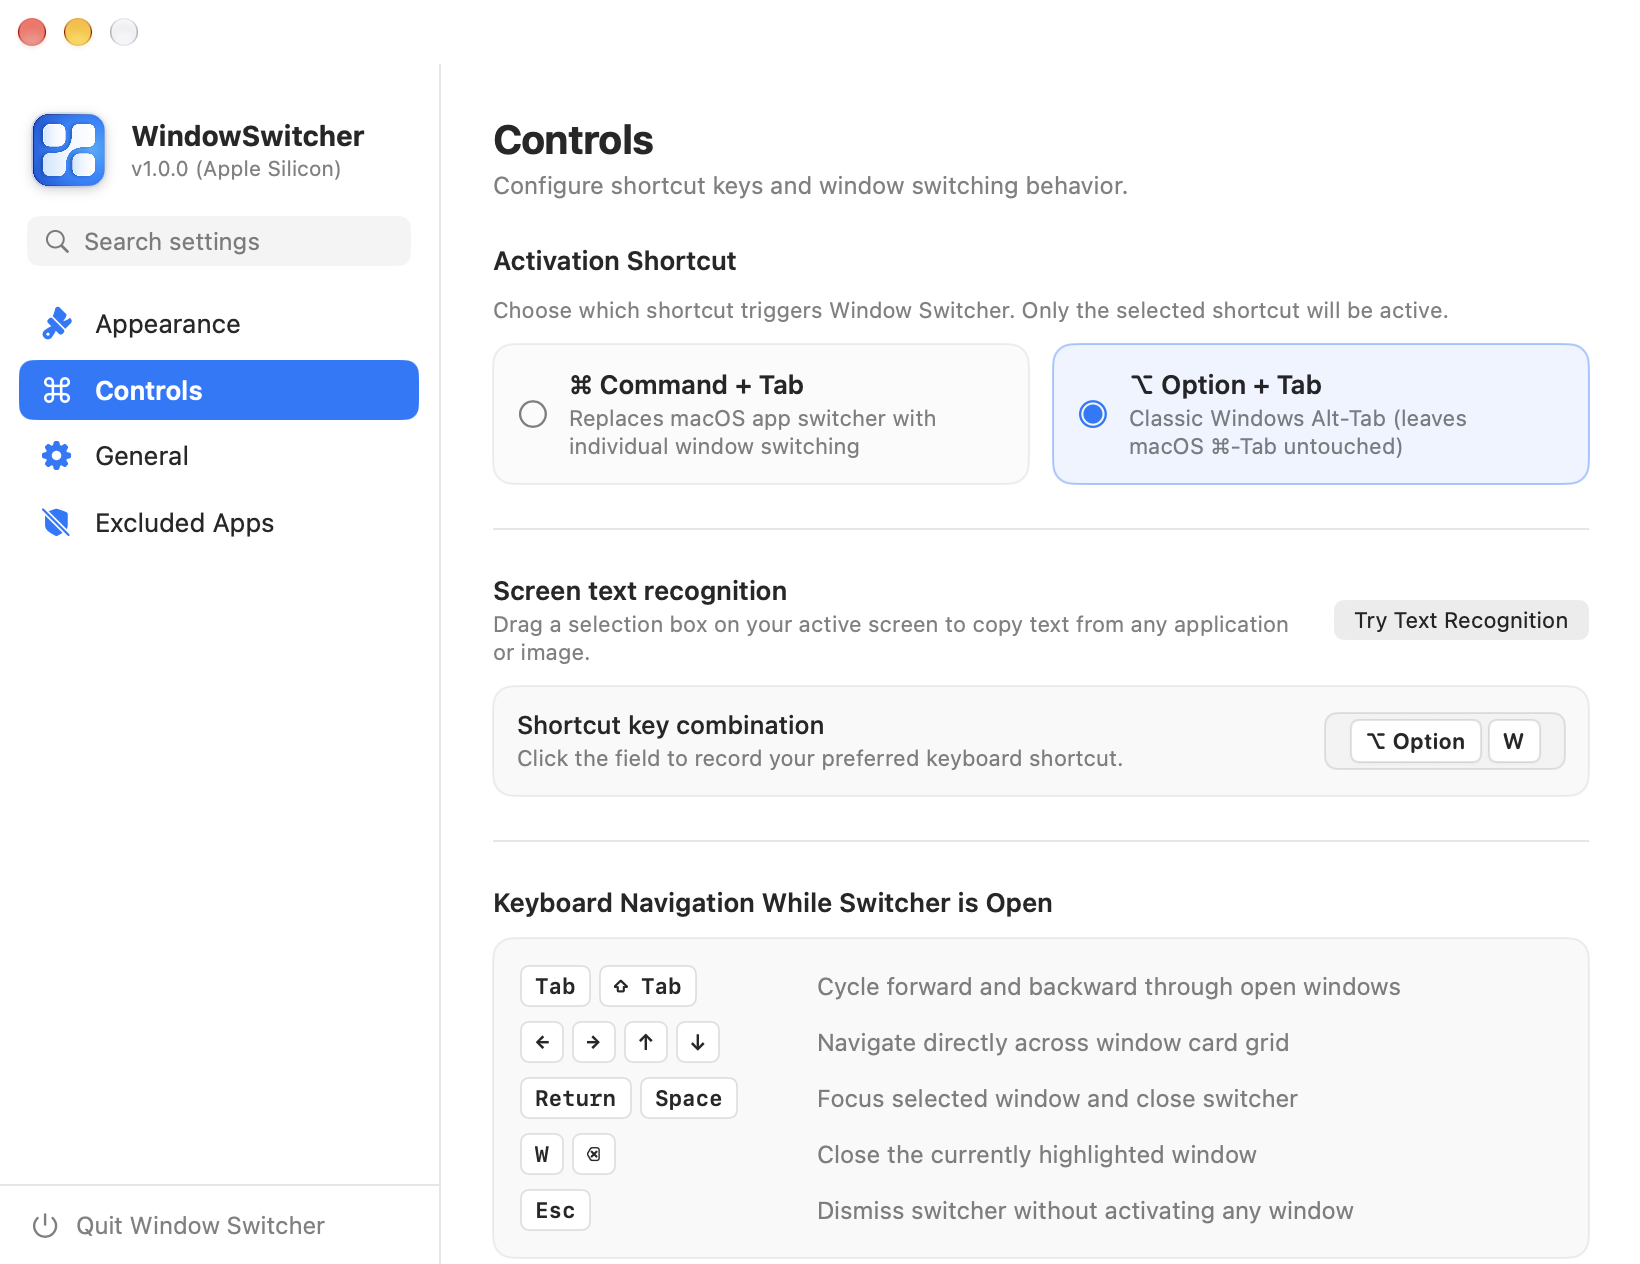 WindowSwitcher
v1.0.0 (Apple Silicon)
Search settings
Appearance
Controls
General
Excluded Apps
Quit Window Switcher
Controls
Configure shortcut keys and window switching behavior.
Activation Shortcut
Choose which shortcut triggers Window Switcher. Only the selected shortcut will be active.
⌘ Command + Tab
Replaces macOS app switcher with
individual window switching
⌥ Option + Tab
Classic Windows Alt-Tab (leaves
macOS ⌘-Tab untouched)
Screen text recognition
Drag a selection box on your active screen to copy text from any application
or image.
Try Text Recognition
Shortcut key combination
Click the field to record your preferred keyboard shortcut.
⌥ Option W
Keyboard Navigation While Switcher is Open
Tab ⇧ Tab Cycle forward and backward through open windows
← → ↑ ↓ Navigate directly across window card grid
Return Space Focus selected window and close switcher
W ⌫ Close the currently highlighted window
Esc Dismiss switcher without activating any window